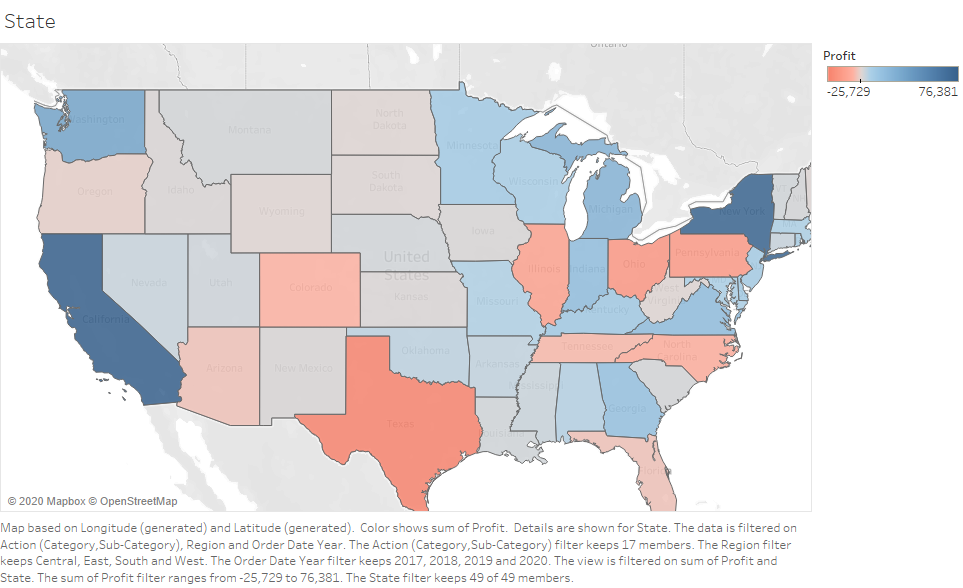 State
Ontario
Profit
-25,729
76,381
Washington
Montana
North
Dakota
Minnesota
Oregon
Idaho
South
Dakota
Wisconsin
Michigan
New York
Wyoming
Iowa
Nevada
Utah
Colorado
United
States
Kansas
Illinois
Indiana
Ohio
Pennsylvania
West
Virginia
California
Missouri
Kentucky
Arizona
New Mexico
Oklahoma
Arkansas
Tennessee
North
Carolina
Mississippi
Georgia
Texas
Louisiana
© 2020 Mapbox © OpenStreetMap
Map based on Longitude (generated) and Latitude (generated).  Color shows sum of Profit.  Details are shown for State. The data is filtered on
Action (Category,Sub-Category), Region and Order Date Year. The Action (Category,Sub-Category) filter keeps 17 members. The Region filter
keeps Central, East, South and West. The Order Date Year filter keeps 2017, 2018, 2019 and 2020. The view is filtered on sum of Profit and
State. The sum of Profit filter ranges from -25,729 to 76,381. The State filter keeps 49 of 49 members.